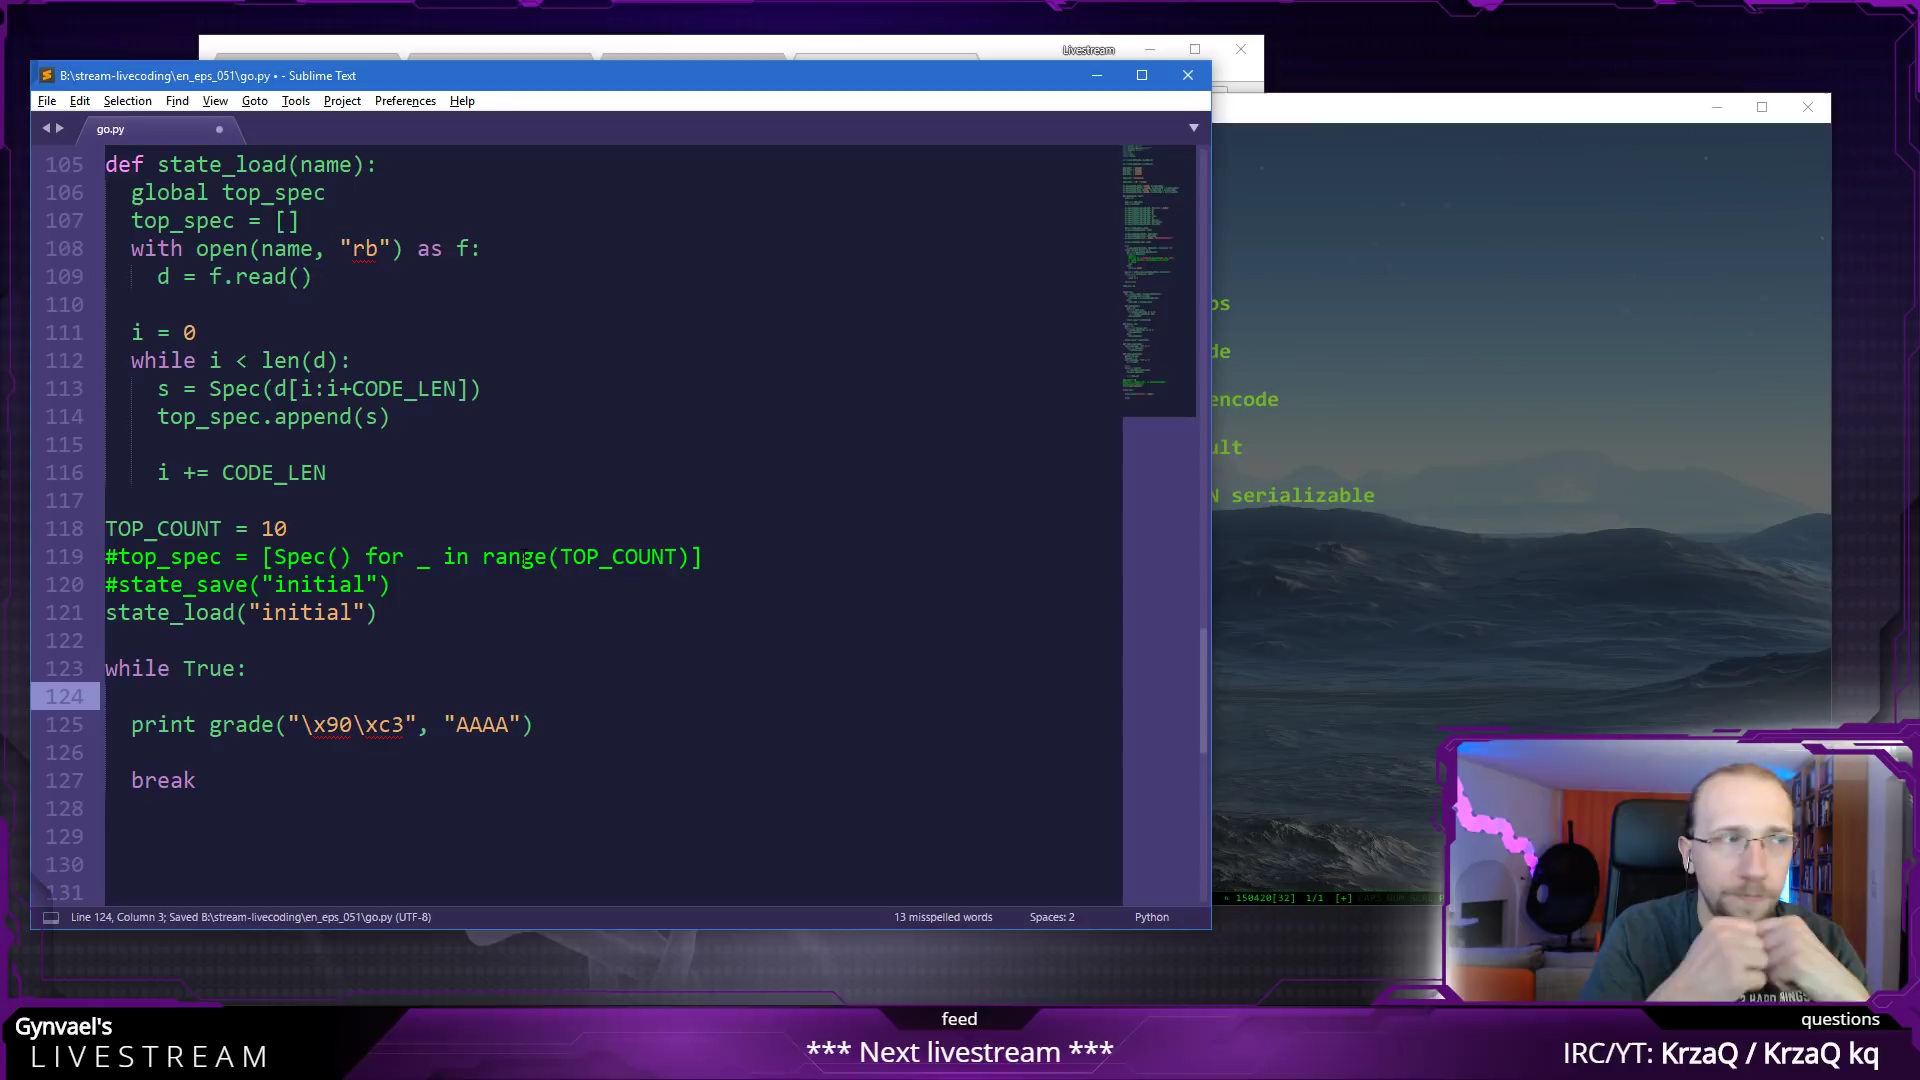 Livestream
B:\stream-livecoding\en_eps_051\go.py • - Sublime Text
File Edit Selection Find View Goto Tools Project Preferences Help
go.py
105 def state_load(name):
106 global top_spec
107 top_spec = []
108 with open(name, "rb") as f:
109 d = f.read()
110
111 i = 0
112 while i < len(d):
113 s = Spec(d[i:i+CODE_LEN])
114 top_spec.append(s)
115
116 i += CODE_LEN
117
118 TOP_COUNT = 10
119 #top_spec = [Spec() for _ in range(TOP_COUNT)]
120 #state_save("initial")
121 state_load("initial")
122
123 while True:
124
125 print grade("\x90\xc3", "AAAA")
126
127 break
128
129
130
131
os
de
encode
ult
N serializable
150420[32] 1/1 [+]
Line 124, Column 3; Saved B:\stream-livecoding\en_eps_051\go.py (UTF-8)
13 misspelled words
Spaces: 2
Python
Gynvael's
LIVESTREAM
feed
*** Next livestream ***
questions
IRC/YT: KrzaQ / KrzaQ kq